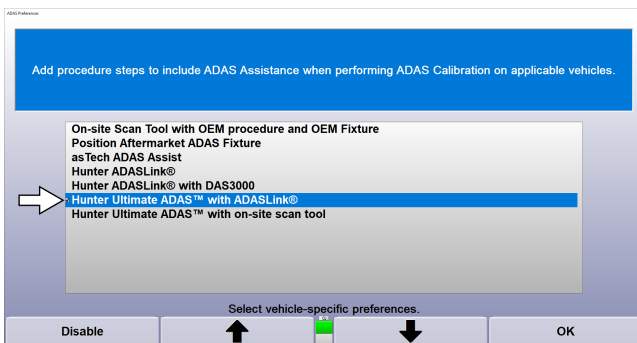 ADAS Preferences
Add procedure steps to include ADAS Assistance when performing ADAS Calibration on applicable vehicles.
On-site Scan Tool with OEM procedure and OEM Fixture
Position Aftermarket ADAS Fixture
asTech ADAS Assist
Hunter ADASLink®
Hunter ADASLink® with DAS3000
Hunter Ultimate ADAS™ with ADASLink®
Hunter Ultimate ADAS™ with on-site scan tool
Select vehicle-specific preferences.
Disable
OK